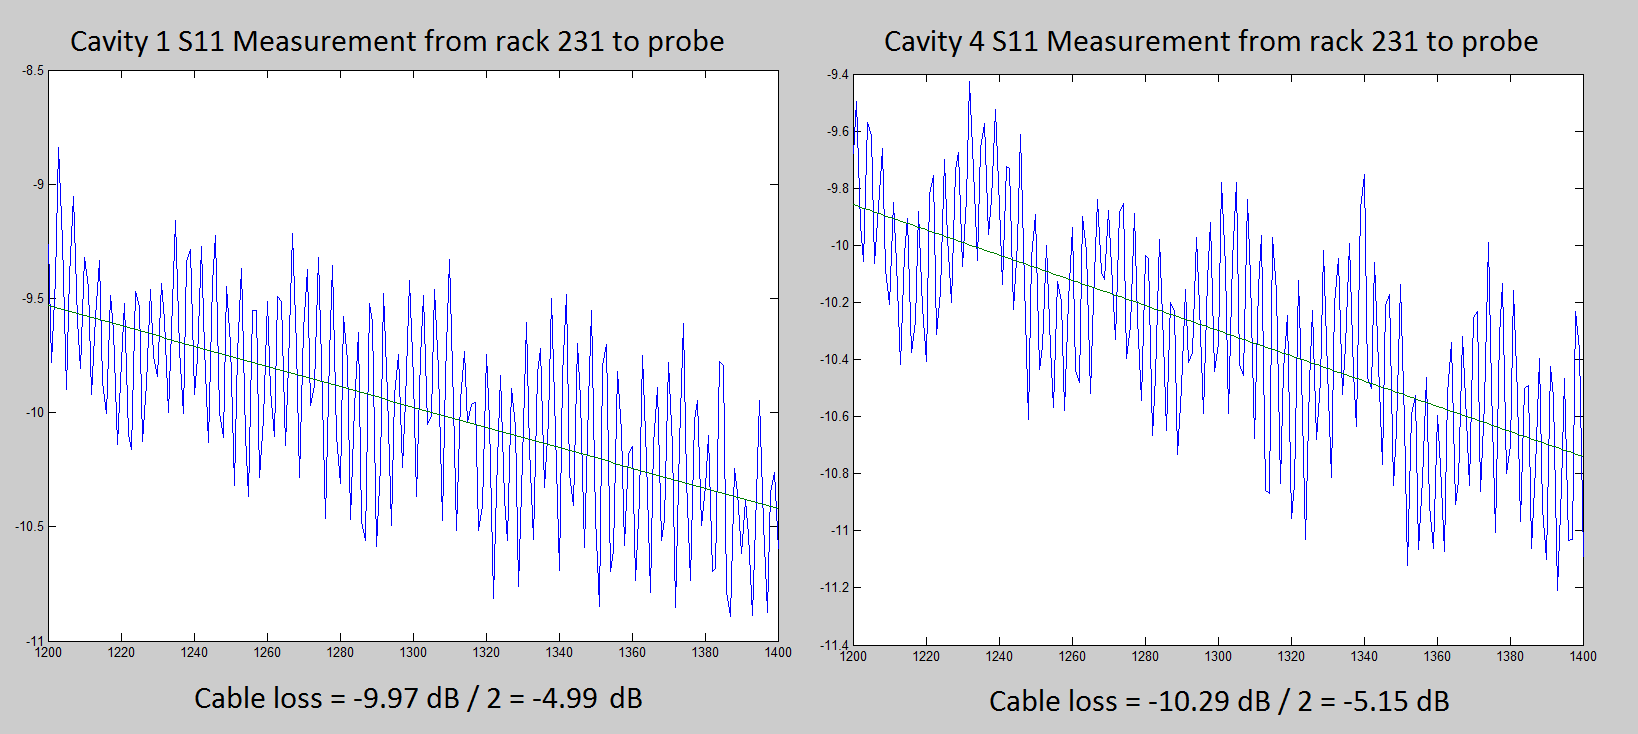 Cavity 1 S11 Measurement from rack 231 to probe
-8.5
-9
-9.5
-10
-10.5
-11
1200 1220 1240 1260 1280 1300 1320 1340 1360 1380 1400
Cable loss = -9.97 dB / 2 = -4.99 dB
Cavity 4 S11 Measurement from rack 231 to probe
-9.4
-9.6
-9.8
-10
-10.2
-10.4
-10.6
-10.8
-11
-11.2
-11.4
1200 1220 1240 1260 1280 1300 1320 1340 1360 1380 1400
Cable loss = -10.29 dB / 2 = -5.15 dB